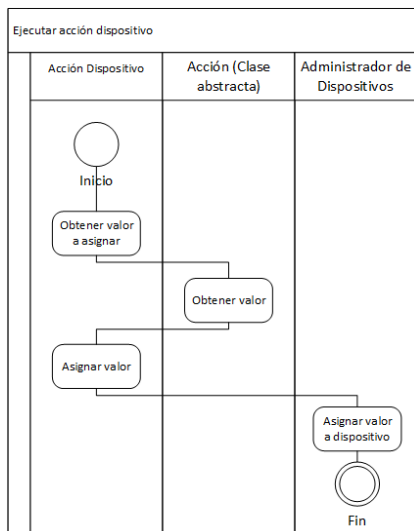 Ejecutar acción dispositivo
Acción Dispositivo
Acción (Clase
abstracta)
Administrador de
Dispositivos
Inicio
Obtener valor
a asignar
Obtener valor
Asignar valor
Asignar valor
a dispositivo
Fin